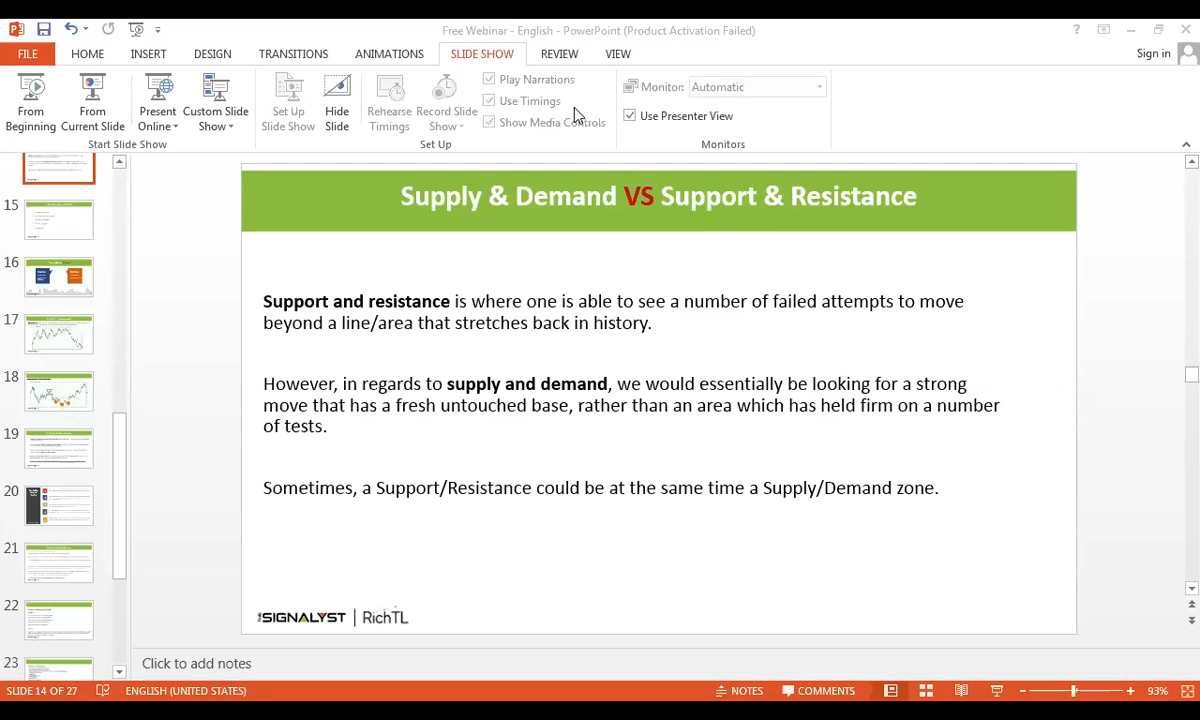 Free Webinar - English - PowerPoint (Product Activation Failed)
FILE HOME INSERT DESIGN TRANSITIONS ANIMATIONS SLIDE SHOW REVIEW VIEW Sign in
From Beginning
From Current Slide
Present Online
Custom Slide Show
Set Up Slide Show
Hide Slide
Rehearse Timings
Record Slide Show
Play Narrations
Use Timings
Show Media Controls
Monitor: Automatic
Use Presenter View
Start Slide Show
Set Up
Monitors
15
16
17
18
19
20
21
22
23
Supply & Demand VS Support & Resistance
Support and resistance is where one is able to see a number of failed attempts to move
beyond a line/area that stretches back in history.
However, in regards to supply and demand, we would essentially be looking for a strong
move that has a fresh untouched base, rather than an area which has held firm on a number
of tests.
Sometimes, a Support/Resistance could be at the same time a Supply/Demand zone.
THE SIGNALYST | RichTL
Click to add notes
SLIDE 14 OF 27 ENGLISH (UNITED STATES) NOTES COMMENTS 93%